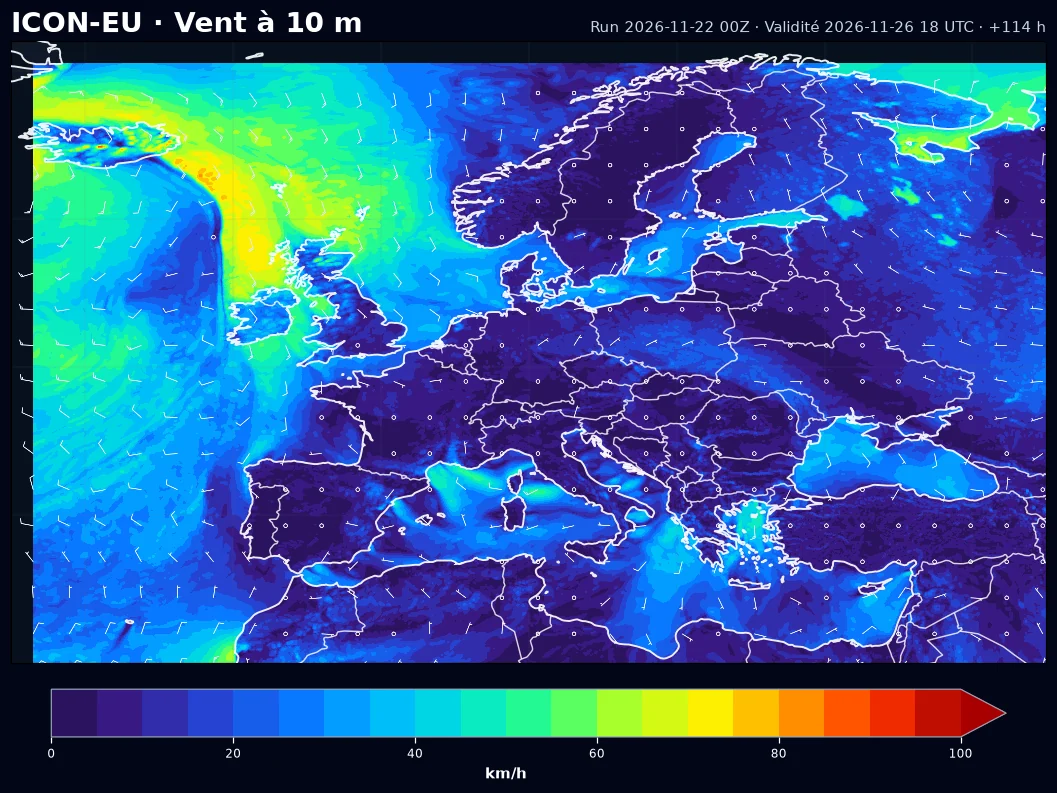 ICON-EU · Vent à 10 m
Run 2026-11-22 00Z · Validité 2026-11-26 18 UTC · +114 h
0 20 40 60 80 100
km/h